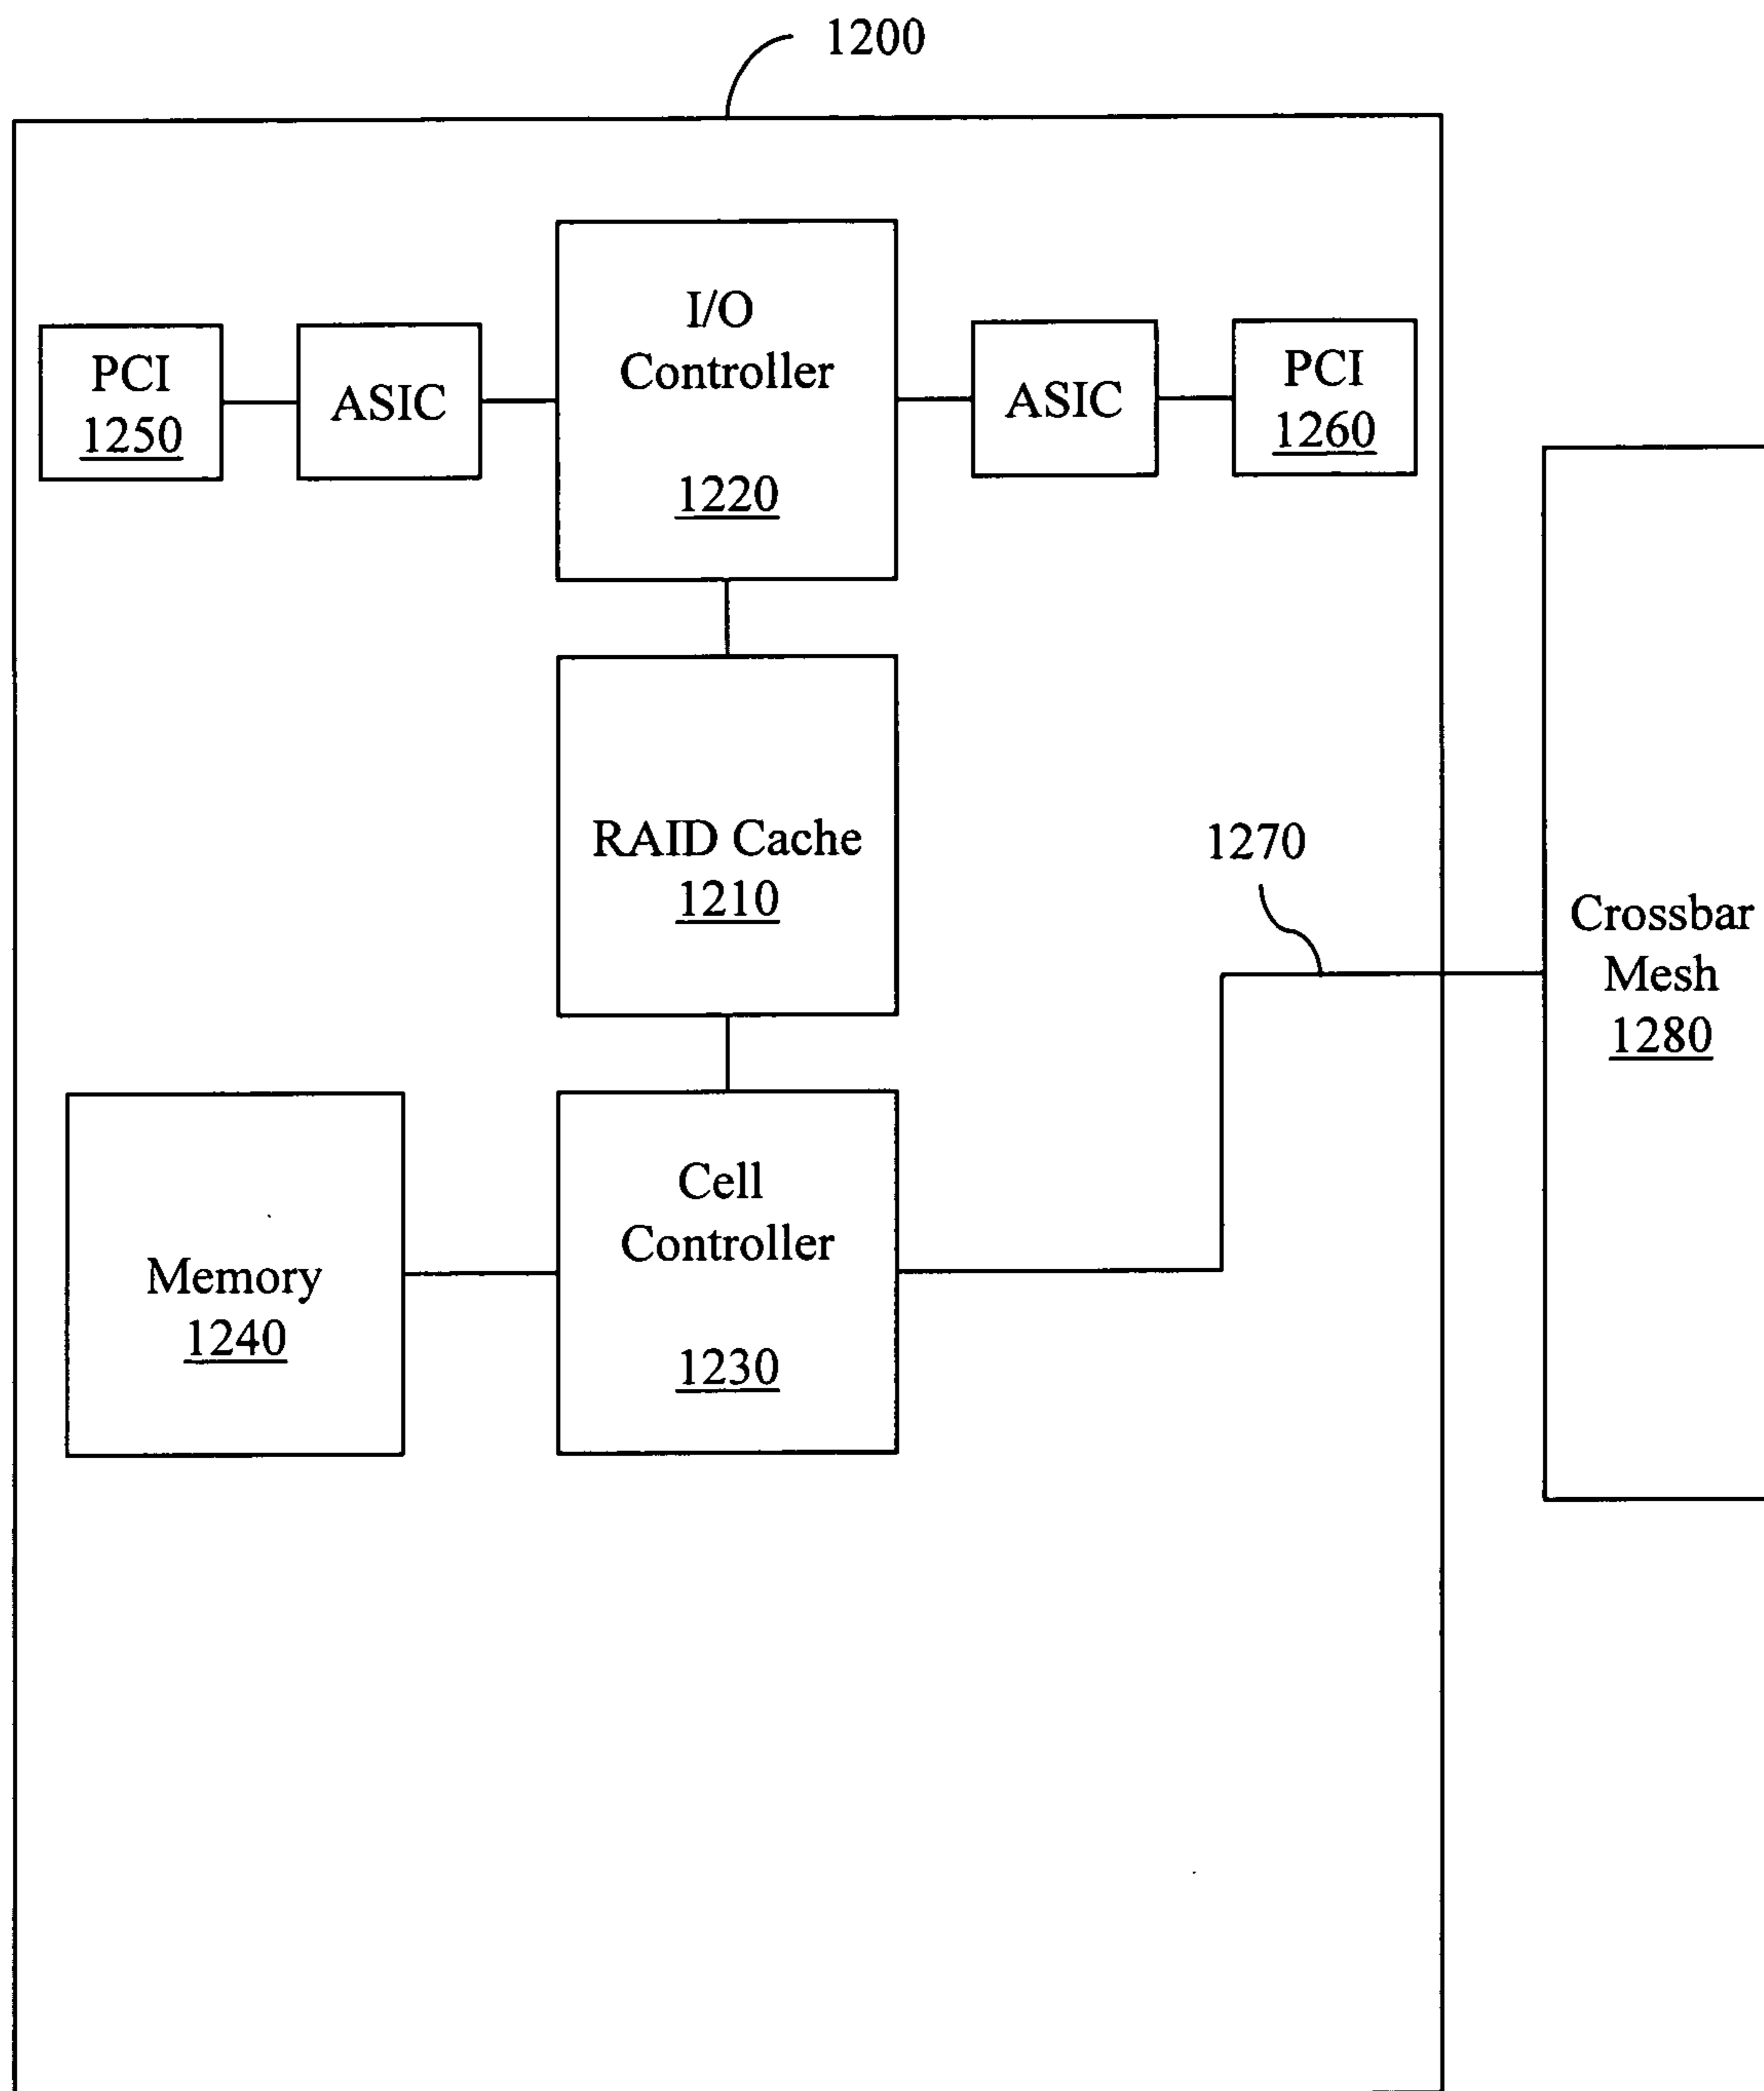 1200
I/O
Controller
1220
PCI
1250
ASIC
ASIC
PCI
1260
RAID Cache
1210
1270
Crossbar
Mesh
1280
Memory
1240
Cell
Controller
1230